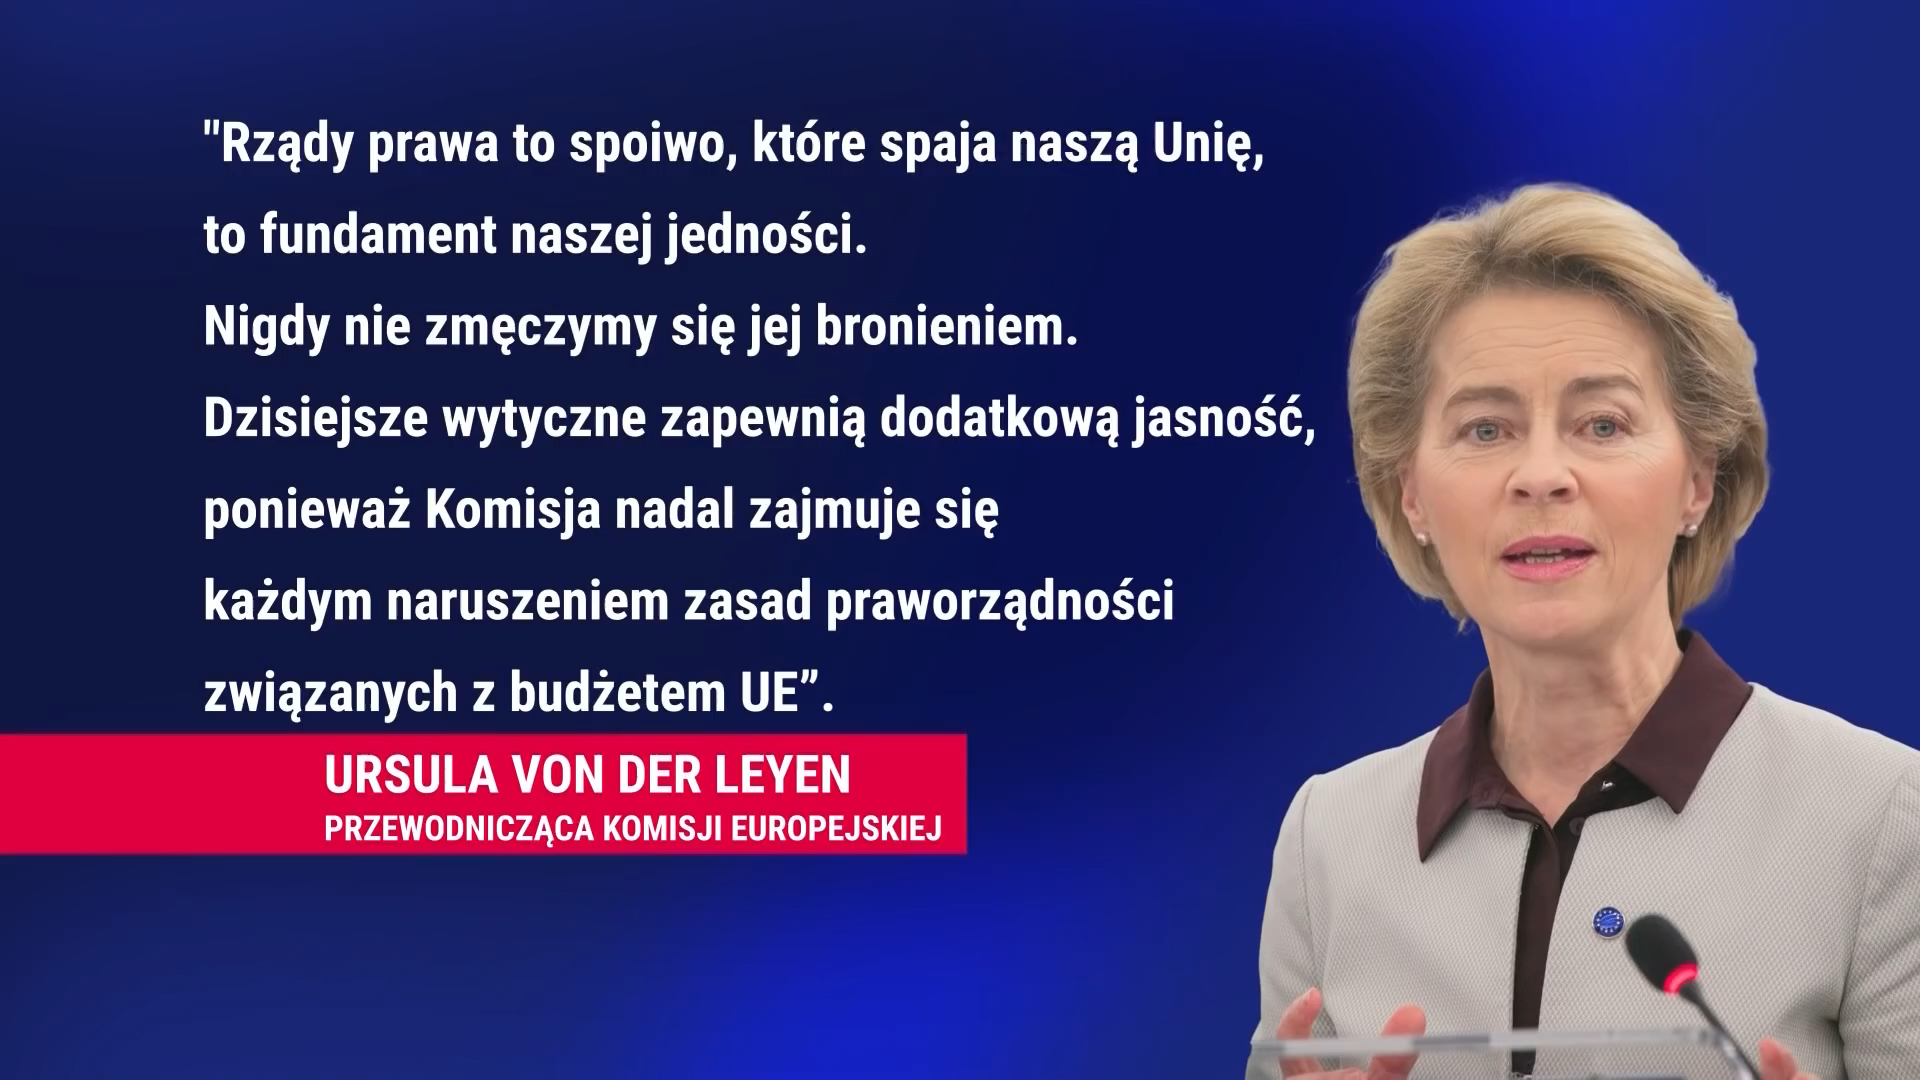 "Rządy prawa to spoiwo, które spaja naszą Unię,
to fundament naszej jedności.
Nigdy nie zmęczymy się jej bronieniem.
Dzisiejsze wytyczne zapewnią dodatkową jasność,
ponieważ Komisja nadal zajmuje się
każdym naruszeniem zasad praworządności
związanych z budżetem UE”.
URSULA VON DER LEYEN
PRZEWODNICZĄCA KOMISJI EUROPEJSKIEJ